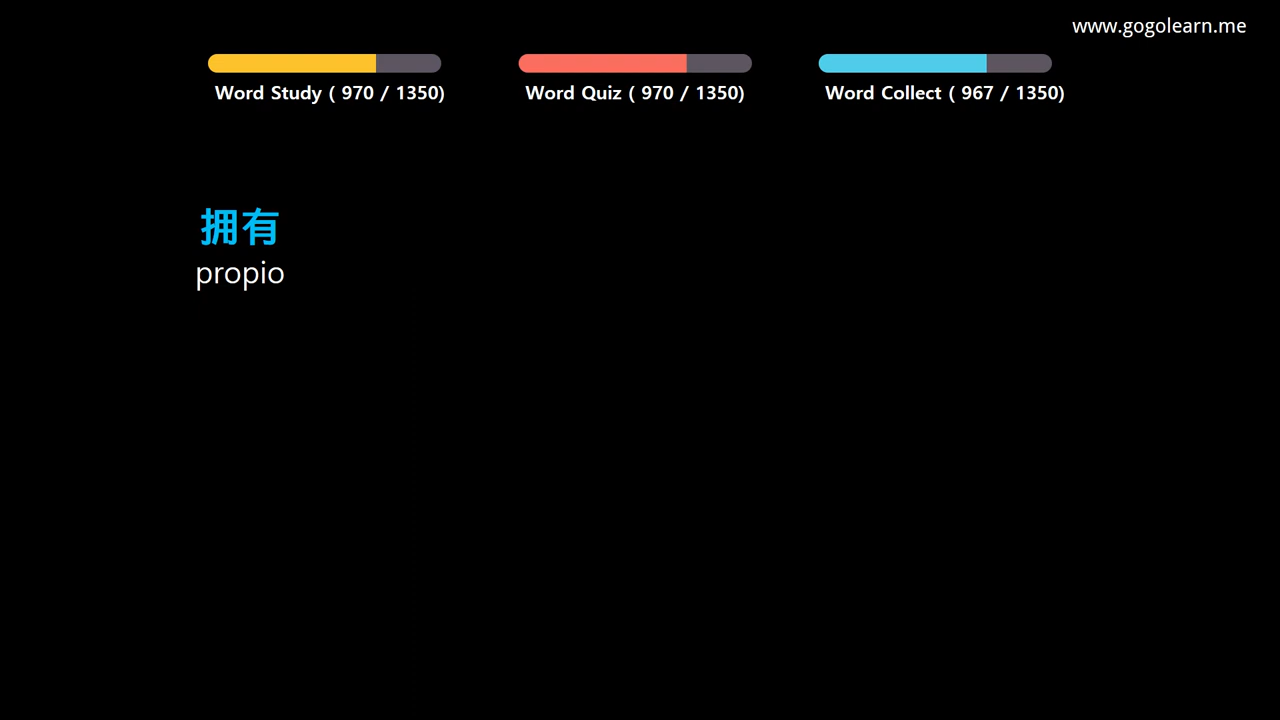 www.gogolearn.me
Word Study ( 970 / 1350)
Word Quiz ( 970 / 1350)
Word Collect ( 967 / 1350)
拥有
propio